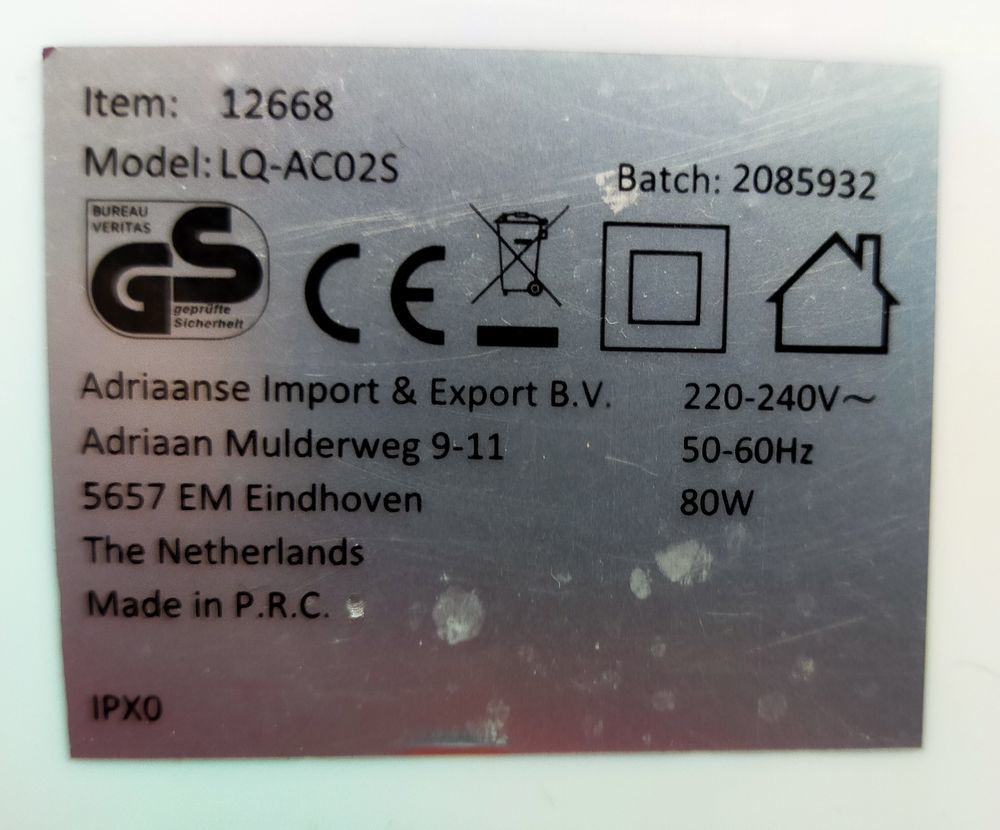 Item: 12668
Model: LQ-AC02S
Batch: 2085932
BUREAU
VERITAS
GS
geprüfte
Sicherheit
CE
Adriaanse Import & Export B.V.
Adriaan Mulderweg 9-11
5657 EM Eindhoven
The Netherlands
Made in P.R.C.
220-240V~
50-60Hz
80W
IPX0